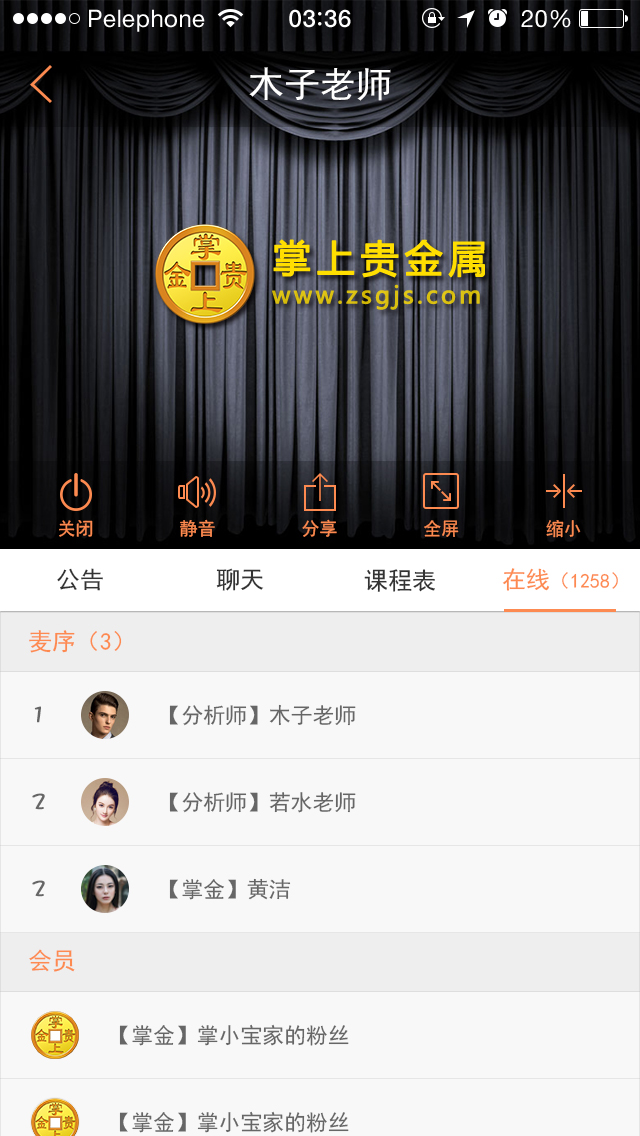 Pelephone 03:36 20%
木子老师
掌 金 贵 上
掌上贵金属
www.zsgjs.com
关闭 静音 分享 全屏 缩小
公告 聊天 课程表 在线（1258）
麦序（3）
1 【分析师】木子老师
2 【分析师】若水老师
2 【掌金】黄洁
会员
掌 金 贵 上
【掌金】掌小宝家的粉丝
掌 金 贵 上
【掌金】掌小宝家的粉丝